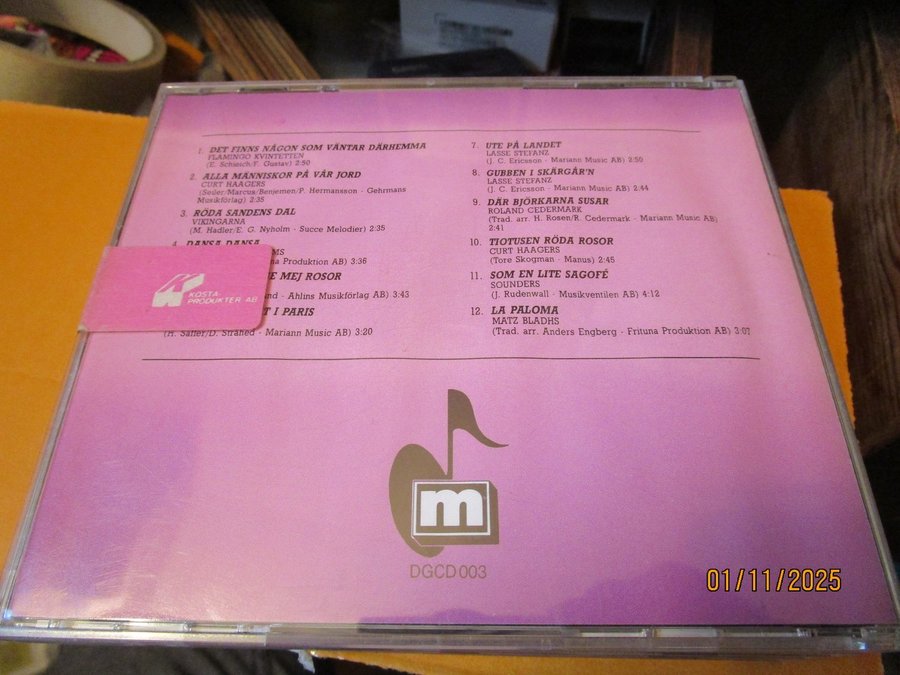 1. DET FINNS NÅGON SOM VÄNTAR DÄRHEMMA
FLAMINGO KVINTETTEN
(E. Schieich/F. Gustav) 2:50
2. ALLA MÄNNISKOR PÅ VÅR JORD
CURT HAAGERS
(Seiler/Marcus/Benjemen/P. Hermansson - Gehrmans
Musikförlag) 2:35
3. RÖDA SANDENS DAL
VIKINGARNA
(M. Hadler/E. G. Nyholm - Succe Melodier) 2:35
4. DANSA DANSA
MS
na Produktion AB) 3:36
E MEJ ROSOR
nd - Ahlins Musikförlag AB) 3:43
T I PARIS
(H. Salfer/D. Strahed - Mariann Music AB) 3:20
KOSTA-
PRODUKTER AB
7. UTE PÅ LANDET
LASSE STEFANZ
(J. C. Ericsson - Mariann Music AB) 2:50
8. GUBBEN I SKÄRGÅR'N
LASSE STEFANZ
(J. C. Ericsson - Mariann Music AB) 2:44
9. DÄR BJÖRKARNA SUSAR
ROLAND CEDERMARK
(Trad. arr. H. Rosen/R. Cedermark - Mariann Music AB)
2:41
10. TIOTUSEN RÖDA ROSOR
CURT HAAGERS
(Tore Skogman - Manus) 2:45
11. SOM EN LITE SAGOFÉ
SOUNDERS
(J. Rudenwall - Musikventilen AB) 4:12
12. LA PALOMA
MATZ BLADHS
(Trad. arr. Anders Engberg - Frituna Produktion AB) 3:07
m
DGCD 003
01/11/2025